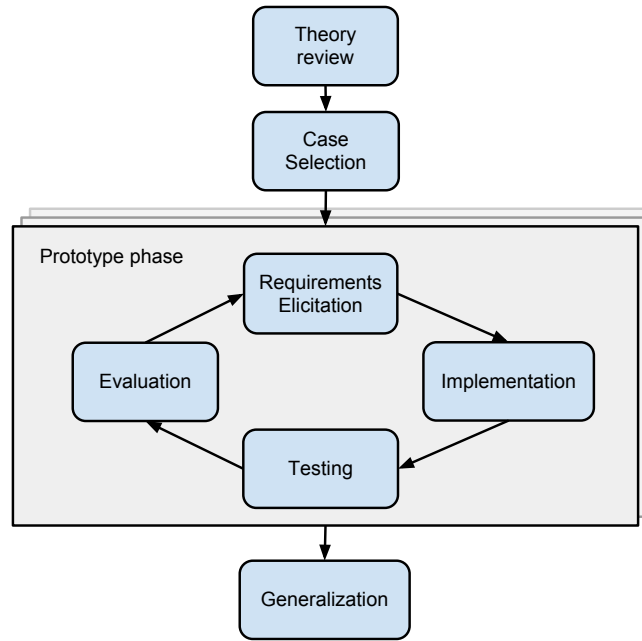 Theory
review
Case
Selection
Prototype phase
Requirements
Elicitation
Evaluation
Implementation
Testing
Generalization